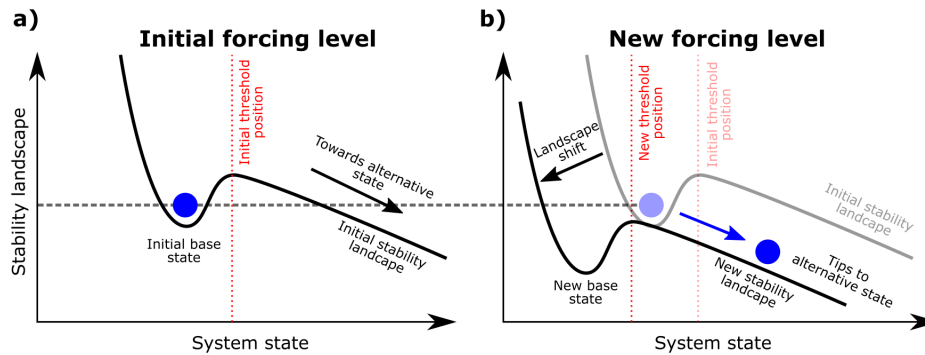 a)
Initial forcing level
Stability landscape
Initial threshold
position
Towards alternative
state
Initial base
state
Initial stability
landcape
System state
b)
New forcing level
Landscape
shift
New threshold
position
Initial threshold
position
Initial stability
landscape
New base
state
New stability
landscape
Tips to
alternative state
System state